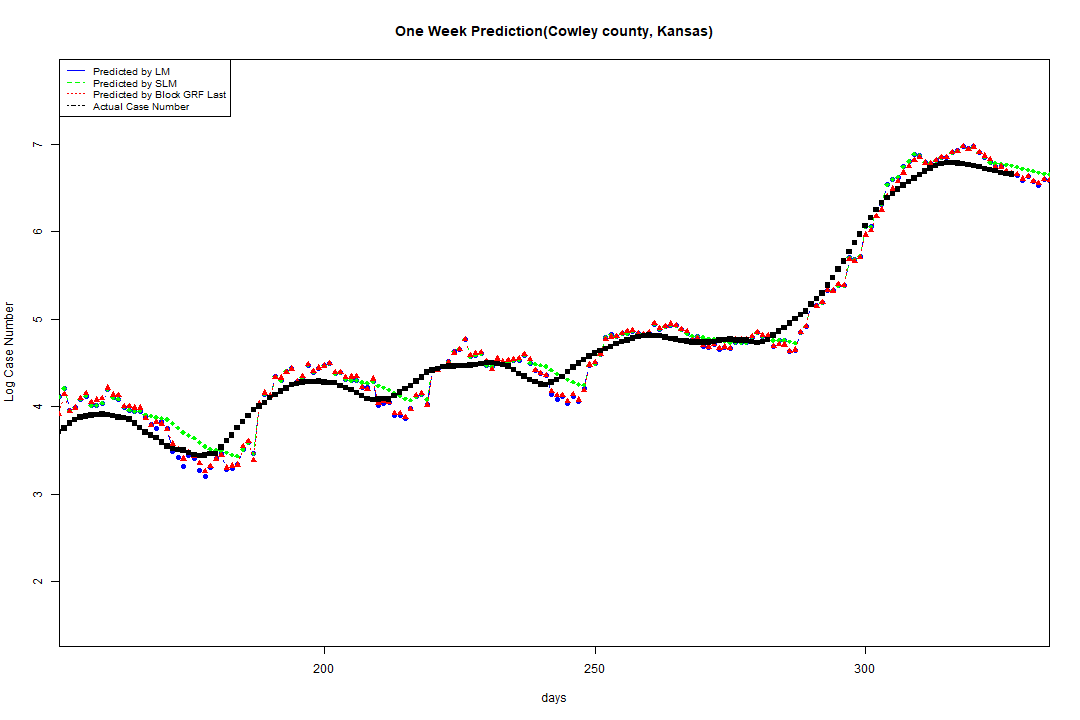 One Week Prediction(Cowley county, Kansas)
Predicted by LM
Predicted by SLM
Predicted by Block GRF Last
Actual Case Number
7
6
5
4
3
2
Log Case Number
200 250 300
days